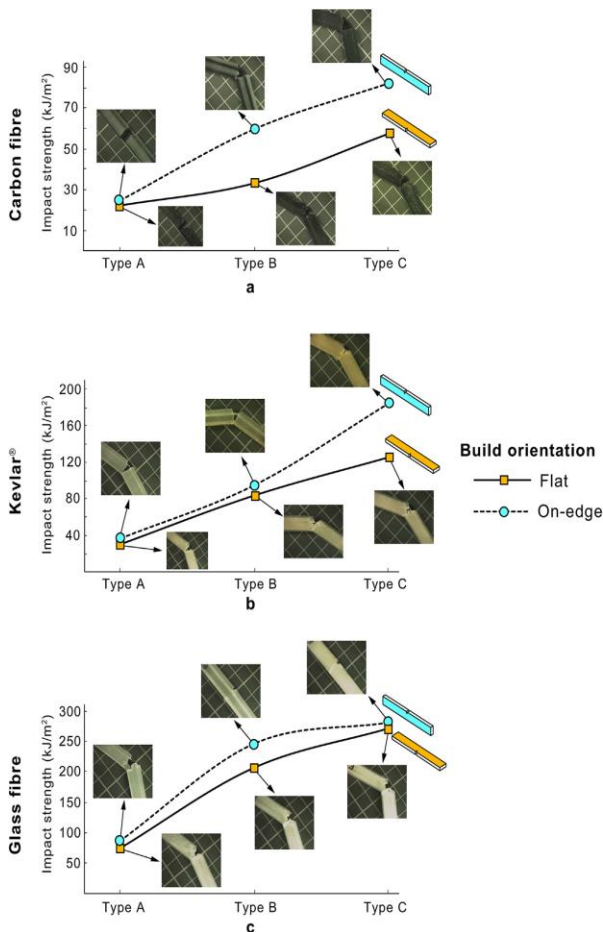 Carbon fibre
Impact strength (kJ/m²)
90
70
50
30
10
Type A
Type B
Type C
a
Kevlar®
Impact strength (kJ/m²)
200
160
120
80
40
Type A
Type B
Type C
b
Build orientation
Flat
On-edge
Glass fibre
Impact strength (kJ/m²)
300
250
200
150
100
50
Type A
Type B
Type C
c